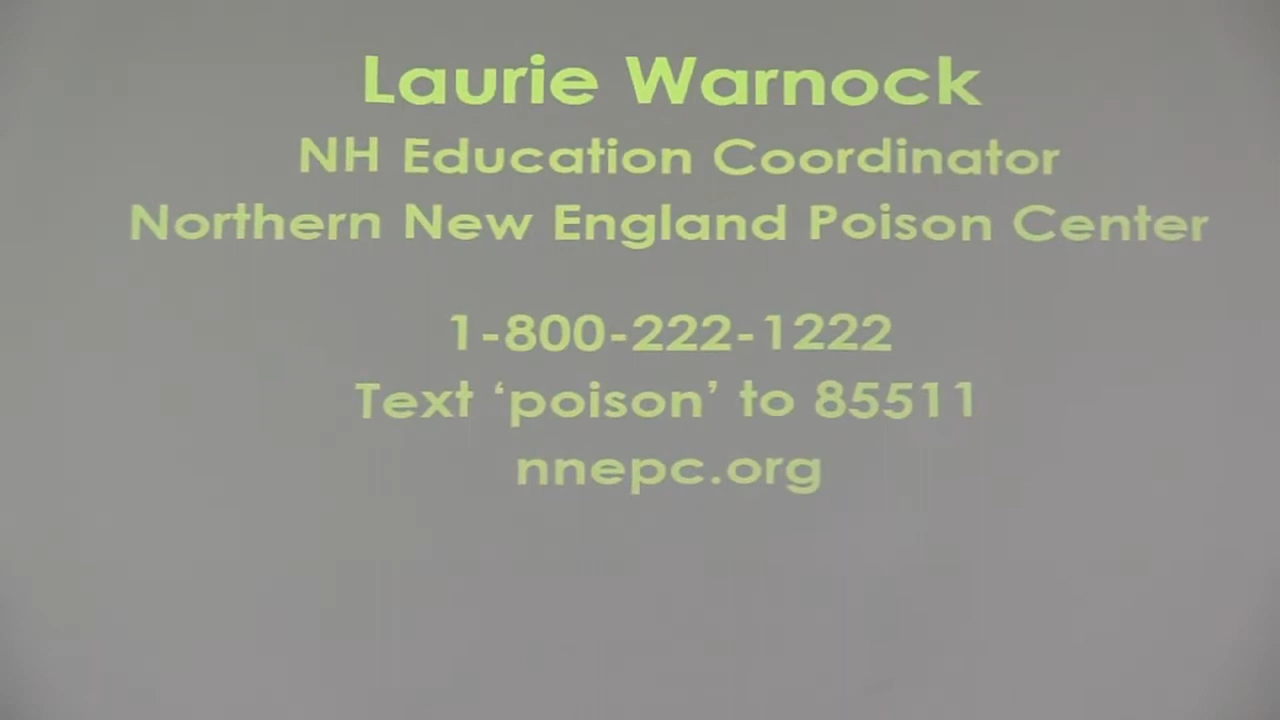 Laurie Warnock
NH Education Coordinator
Northern New England Poison Center
1-800-222-1222
Text ‘poison’ to 85511
nnepc.org